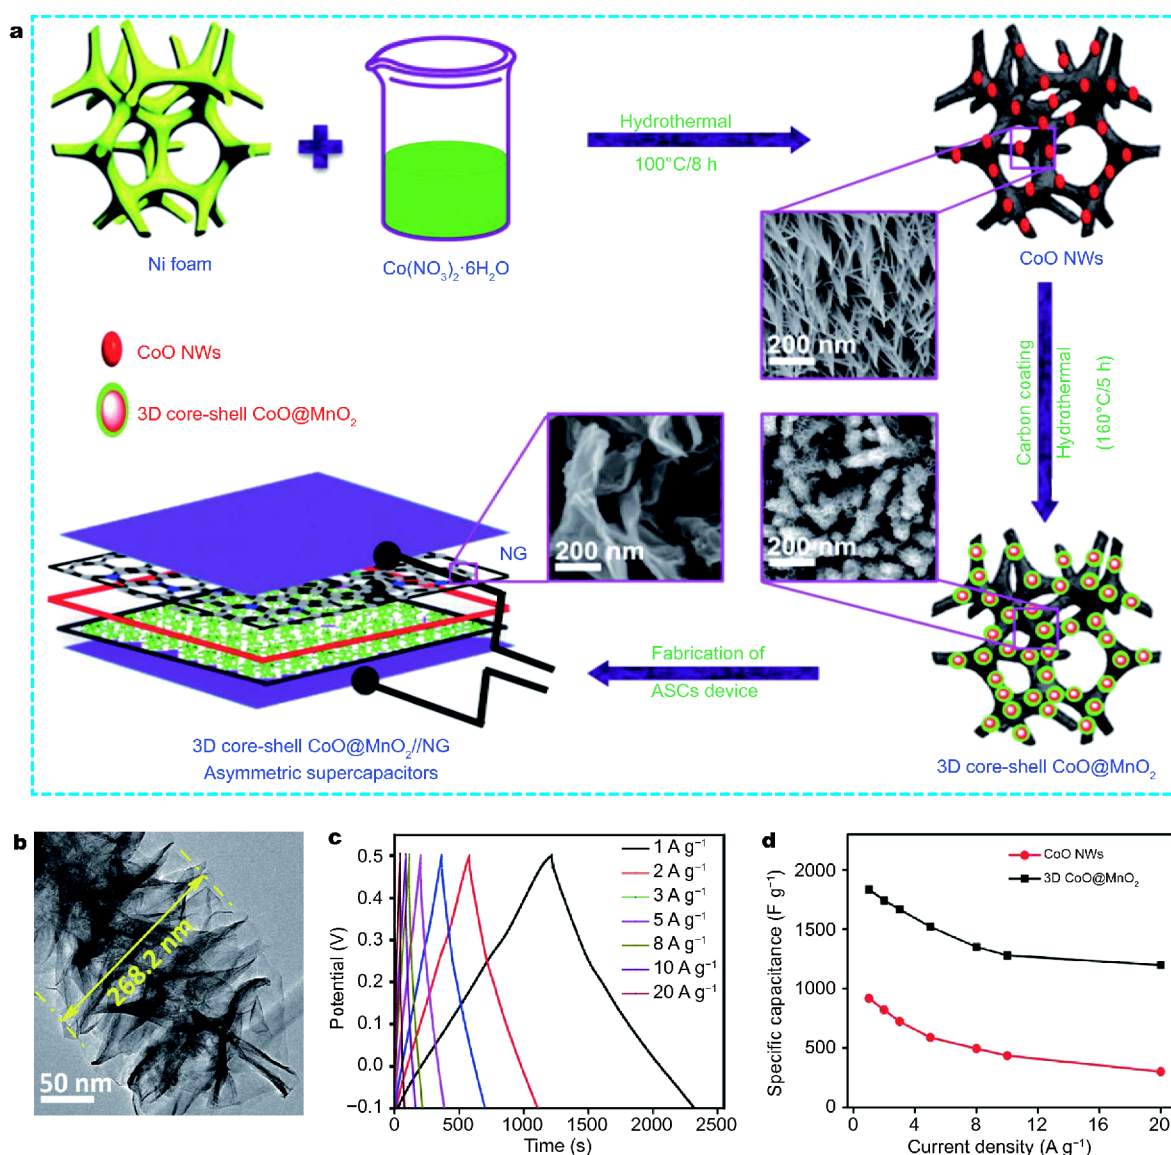 a
Ni foam
Co(NO₃)₂·6H₂O
Hydrothermal
100°C/8 h
CoO NWs
200 nm
CoO NWs
3D core-shell CoO@MnO₂
Carbon coating
Hydrothermal
(160°C/5 h)
200 nm
200 nm
NG
Fabrication of
ASCs device
3D core-shell CoO@MnO₂//NG
Asymmetric supercapacitors
3D core-shell CoO@MnO₂
b
268.2 nm
50 nm
c
Potential (V)
0.5
0.4
0.3
0.2
0.1
0.0
−0.1
0
500
1000
1500
2000
2500
Time (s)
1 A g⁻¹
2 A g⁻¹
3 A g⁻¹
5 A g⁻¹
8 A g⁻¹
10 A g⁻¹
20 A g⁻¹
d
Specific capacitance (F g⁻¹)
2000
1500
1000
500
0
0
4
8
12
16
20
Current density (A g⁻¹)
CoO NWs
3D CoO@MnO₂